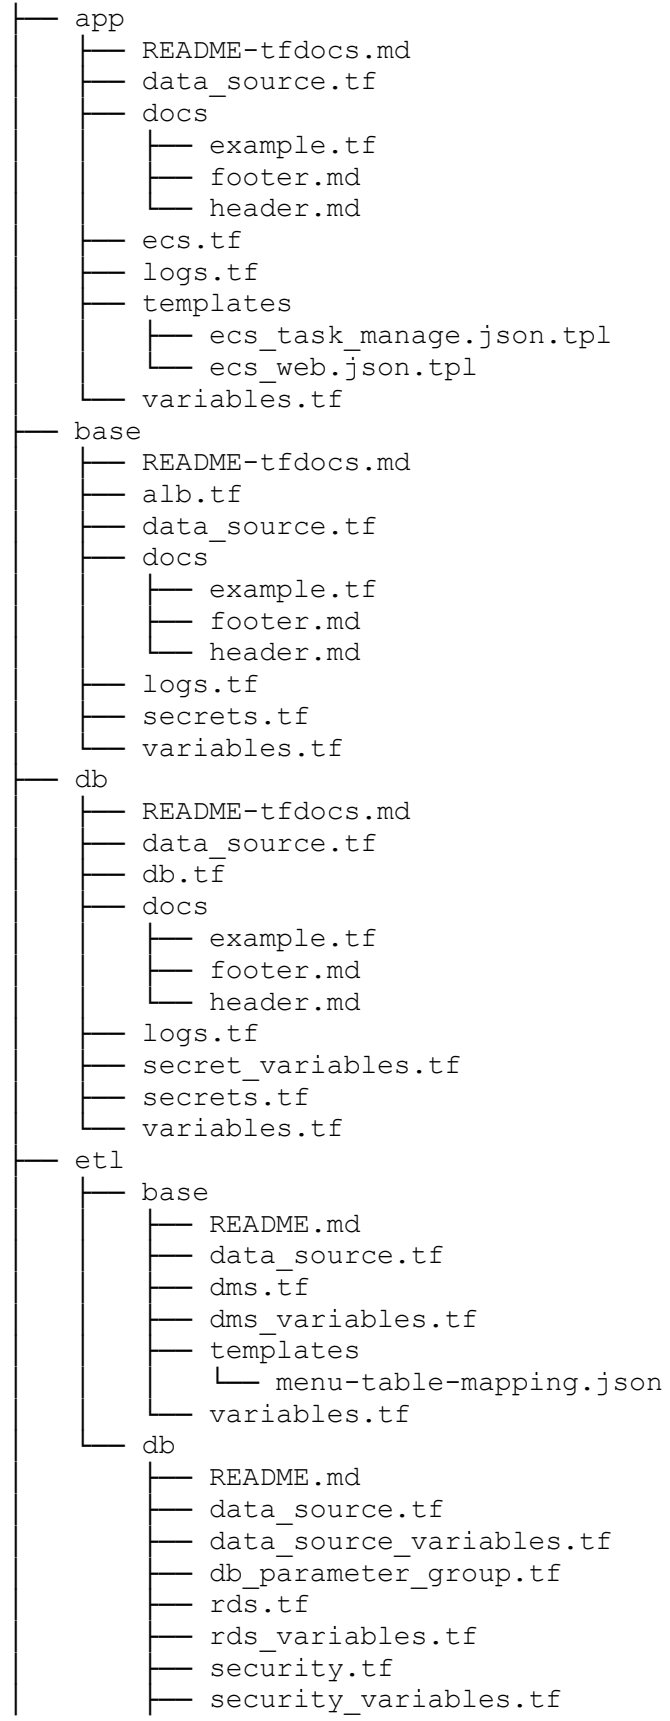 ├── app
│   ├── README-tfdocs.md
│   ├── data_source.tf
│   ├── docs
│   │   ├── example.tf
│   │   ├── footer.md
│   │   └── header.md
│   ├── ecs.tf
│   ├── logs.tf
│   ├── templates
│   │   ├── ecs_task_manage.json.tpl
│   │   └── ecs_web.json.tpl
│   └── variables.tf
├── base
│   ├── README-tfdocs.md
│   ├── alb.tf
│   ├── data_source.tf
│   ├── docs
│   │   ├── example.tf
│   │   ├── footer.md
│   │   └── header.md
│   ├── logs.tf
│   ├── secrets.tf
│   └── variables.tf
├── db
│   ├── README-tfdocs.md
│   ├── data_source.tf
│   ├── db.tf
│   ├── docs
│   │   ├── example.tf
│   │   ├── footer.md
│   │   └── header.md
│   ├── logs.tf
│   ├── secret_variables.tf
│   ├── secrets.tf
│   └── variables.tf
├── etl
│   ├── base
│   │   ├── README.md
│   │   ├── data_source.tf
│   │   ├── dms.tf
│   │   ├── dms_variables.tf
│   │   ├── templates
│   │   │   └── menu-table-mapping.json
│   │   └── variables.tf
│   └── db
│       ├── README.md
│       ├── data_source.tf
│       ├── data_source_variables.tf
│       ├── db_parameter_group.tf
│       ├── rds.tf
│       ├── rds_variables.tf
│       ├── security.tf
│       ├── security_variables.tf